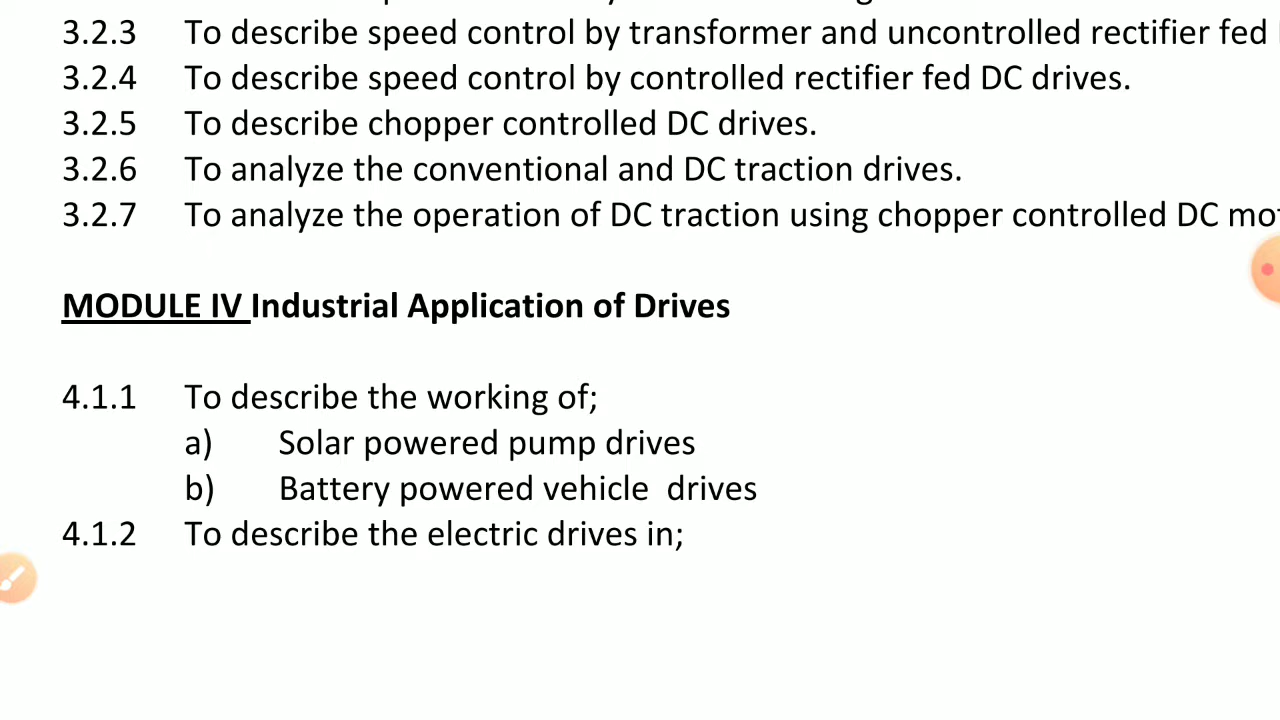 3.2.3 To describe speed control by transformer and uncontrolled rectifier fed
3.2.4 To describe speed control by controlled rectifier fed DC drives.
3.2.5 To describe chopper controlled DC drives.
3.2.6 To analyze the conventional and DC traction drives.
3.2.7 To analyze the operation of DC traction using chopper controlled DC
MODULE IV Industrial Application of Drives
4.1.1 To describe the working of;
a) Solar powered pump drives
b) Battery powered vehicle drives
4.1.2 To describe the electric drives in;